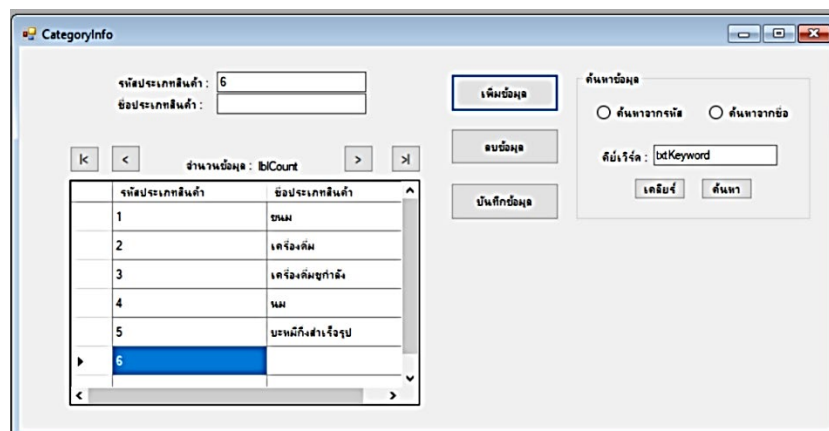 CategoryInfo
รหัสประเภทสินค้า : 6
ชื่อประเภทสินค้า :
|< < จำนวนข้อมูล : lblCount > >|
รหัสประเภทสินค้า ชื่อประเภทสินค้า
1 ขนม
2 เครื่องดื่ม
3 เครื่องดื่มชูกำลัง
4 นม
5 บะหมี่กึ่งสำเร็จรูป
6
เพิ่มข้อมูล
ลบข้อมูล
บันทึกข้อมูล
ค้นหาข้อมูล
ค้นหาจากรหัส ค้นหาจากชื่อ
คีย์เวิร์ด : txtKeyword
เคลียร์ ค้นหา